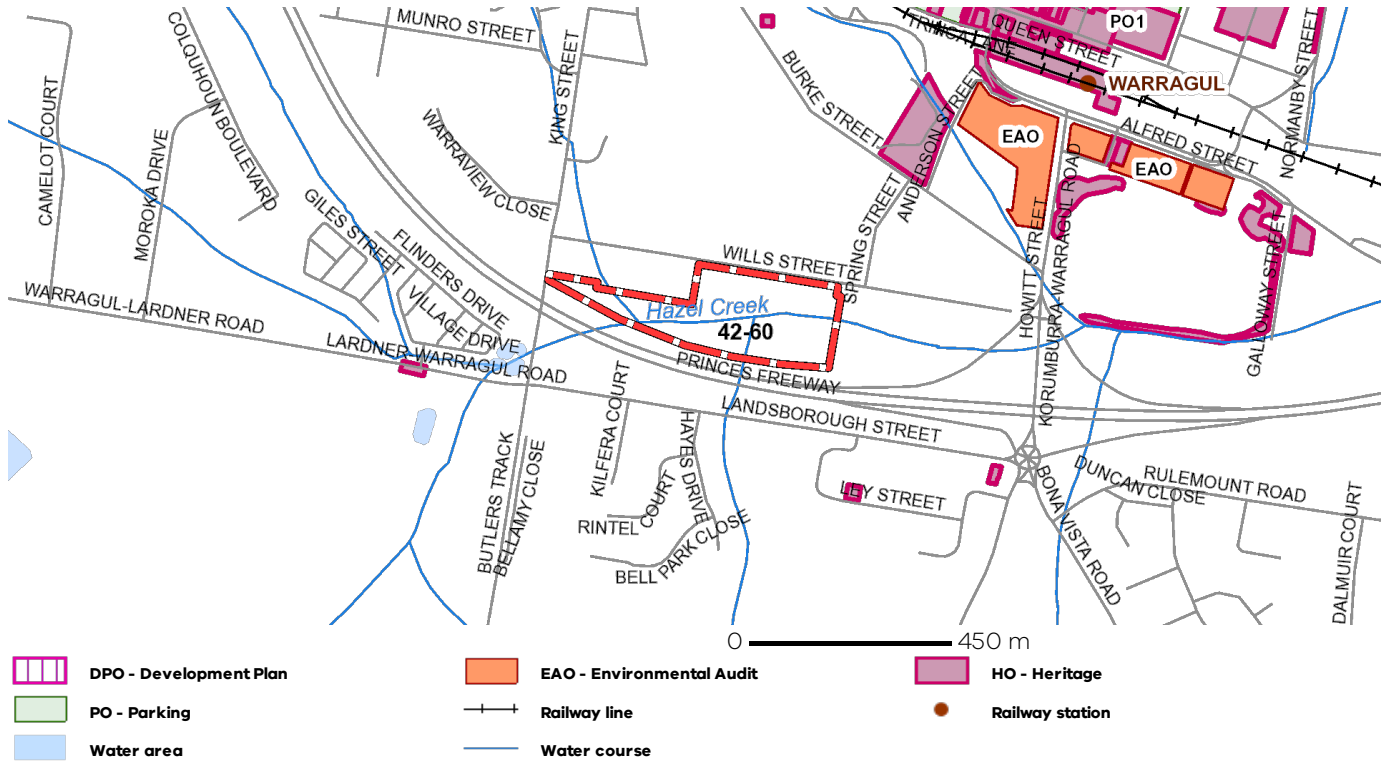 MUNRO STREET
COLQUHOUN BOULEVARD
CAMELOT COURT
MOROKA DRIVE
KING STREET
WARRAVIEW CLOSE
GILES STREET
FLINDERS DRIVE
VILLAGE DRIVE
WARRAGUL-LARDNER ROAD
LARDNER WARRAGUL ROAD
BURKE STREET
TRINCA LANE
QUEEN STREET
PO1
WARRAGUL
NORMANBY STREET
ALFRED STREET
EAO
EAO
ANDERSON STREET
SPRING STREET
WILLS STREET
Hazel Creek
42-60
PRINCES FREEWAY
HOWITT STREET
KORUMBURRA WARRAGUL ROAD
GALLOWAY STREET
LANDSBOROUGH STREET
KILFERA COURT
HAYES DRIVE
BUTLERS TRACK
BELLAMY CLOSE
RINTEL COURT
BELL PARK CLOSE
LEY STREET
BONA VISTA ROAD
DUNCAN CLOSE
RULEMOUNT ROAD
DALMUIR COURT
0 450 m
DPO - Development Plan
EAO - Environmental Audit
HO - Heritage
PO - Parking
Railway line
Railway station
Water area
Water course